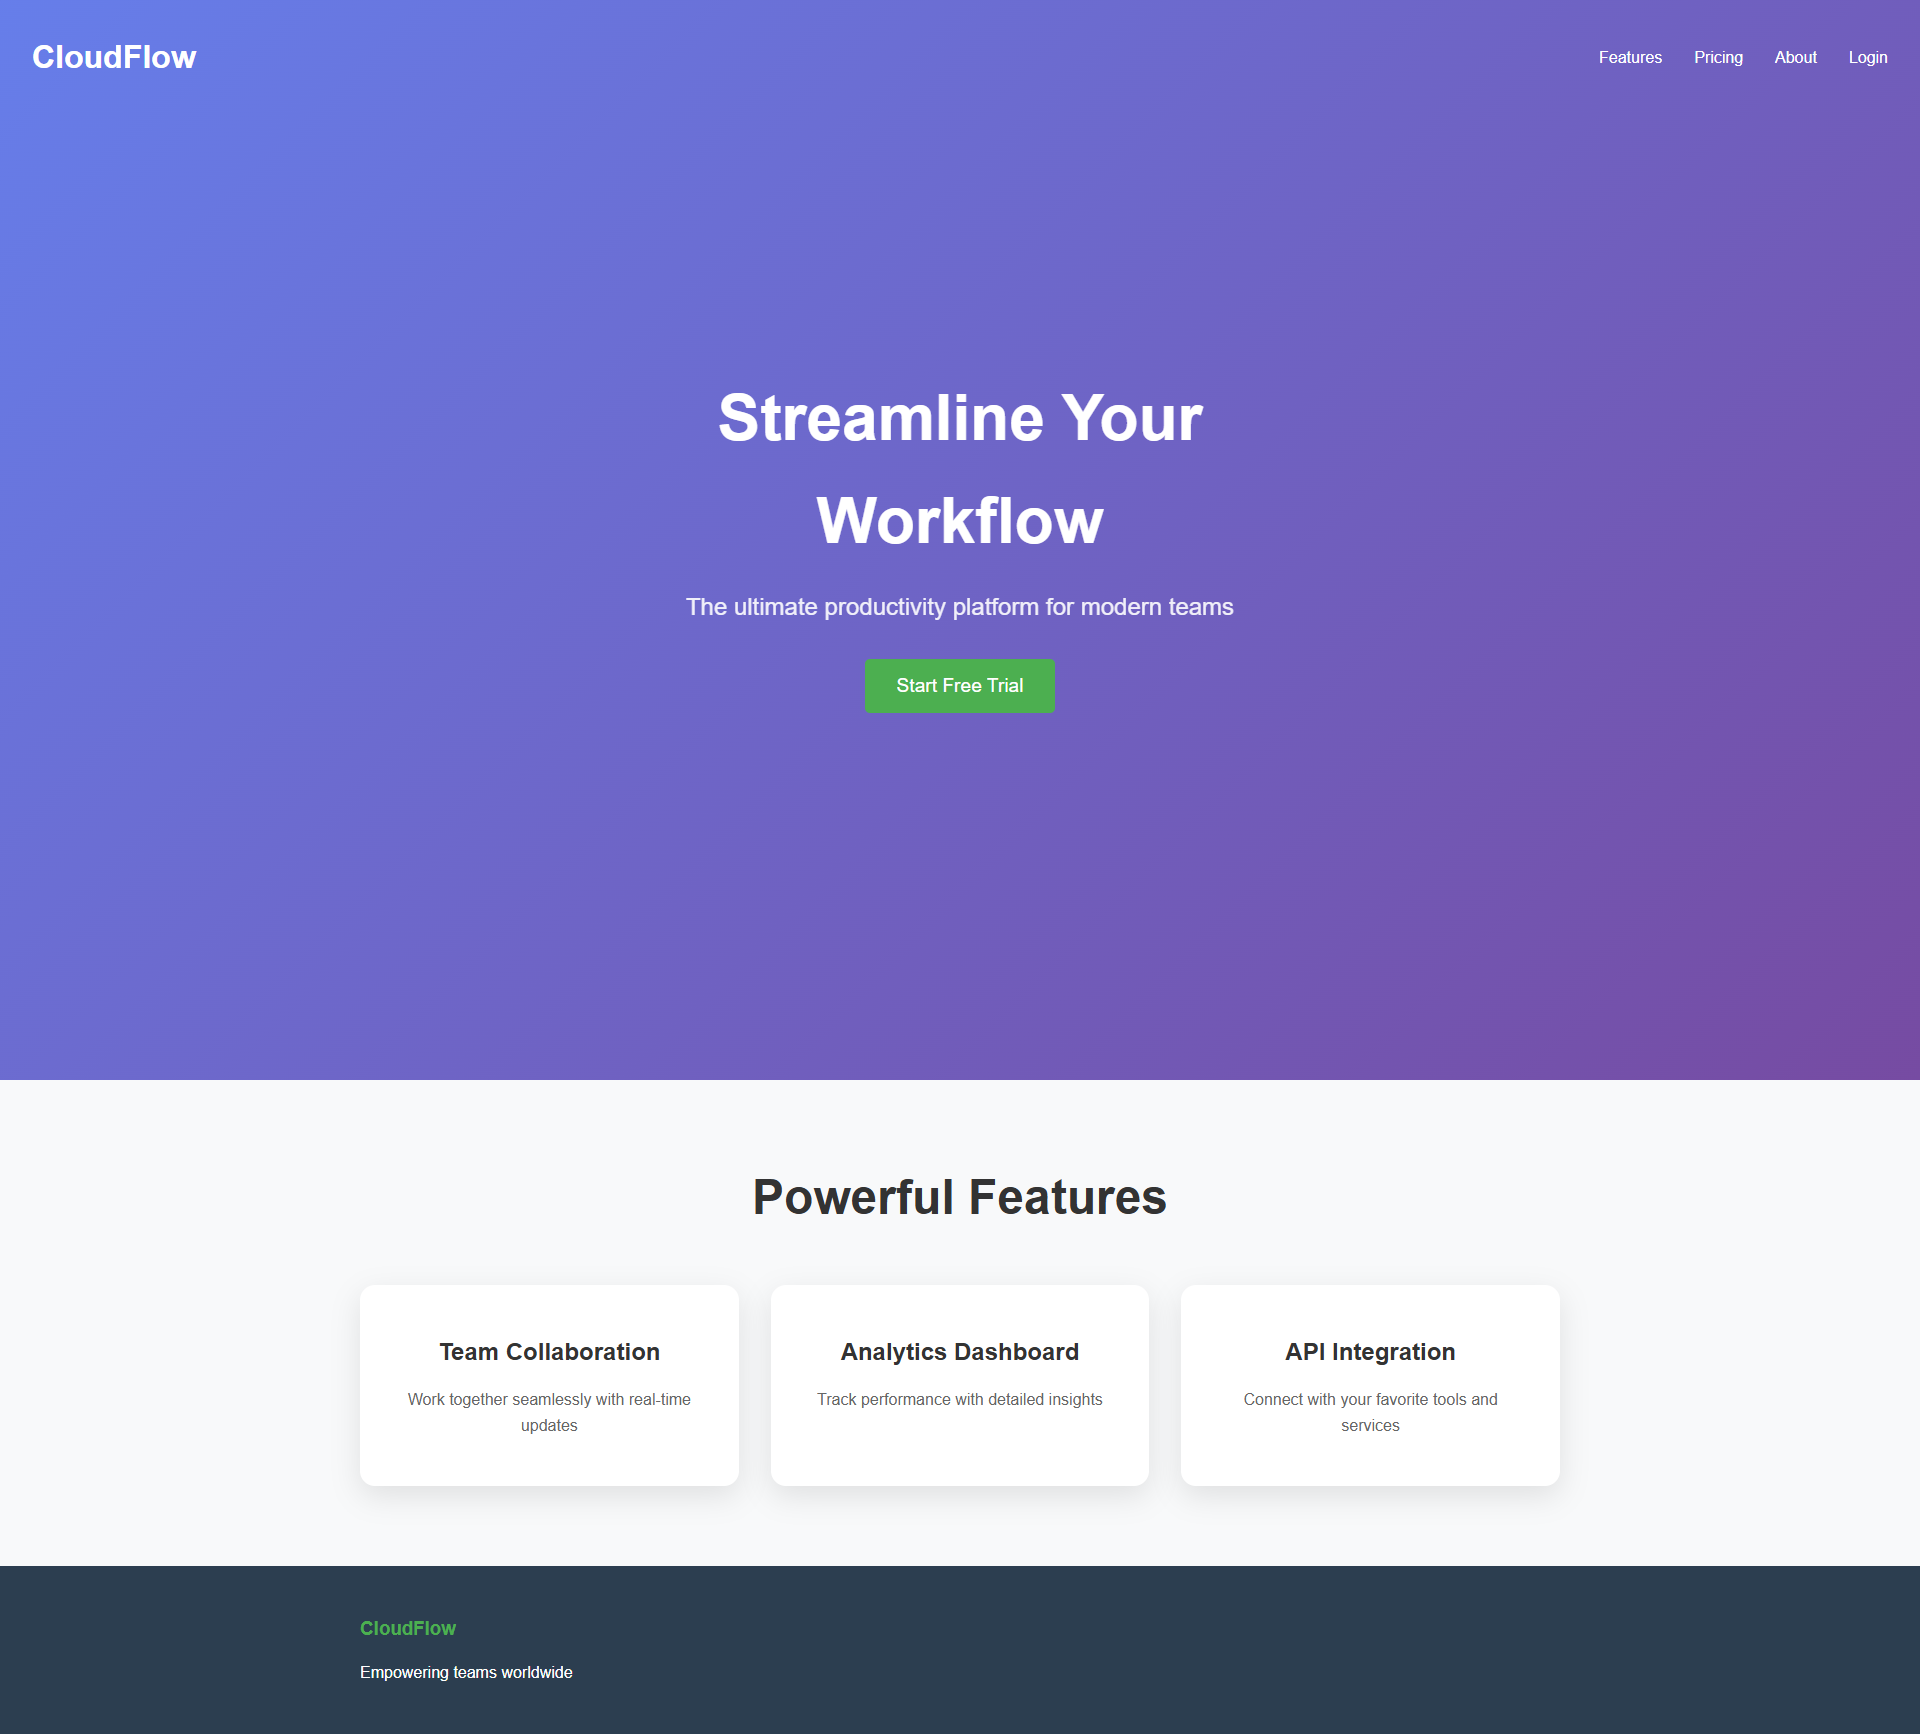 CloudFlow
Features
Pricing
About
Login
Streamline Your
Workflow
The ultimate productivity platform for modern teams
Start Free Trial
Powerful Features
Team Collaboration
Work together seamlessly with real-time
updates
Analytics Dashboard
Track performance with detailed insights
API Integration
Connect with your favorite tools and
services
CloudFlow
Empowering teams worldwide